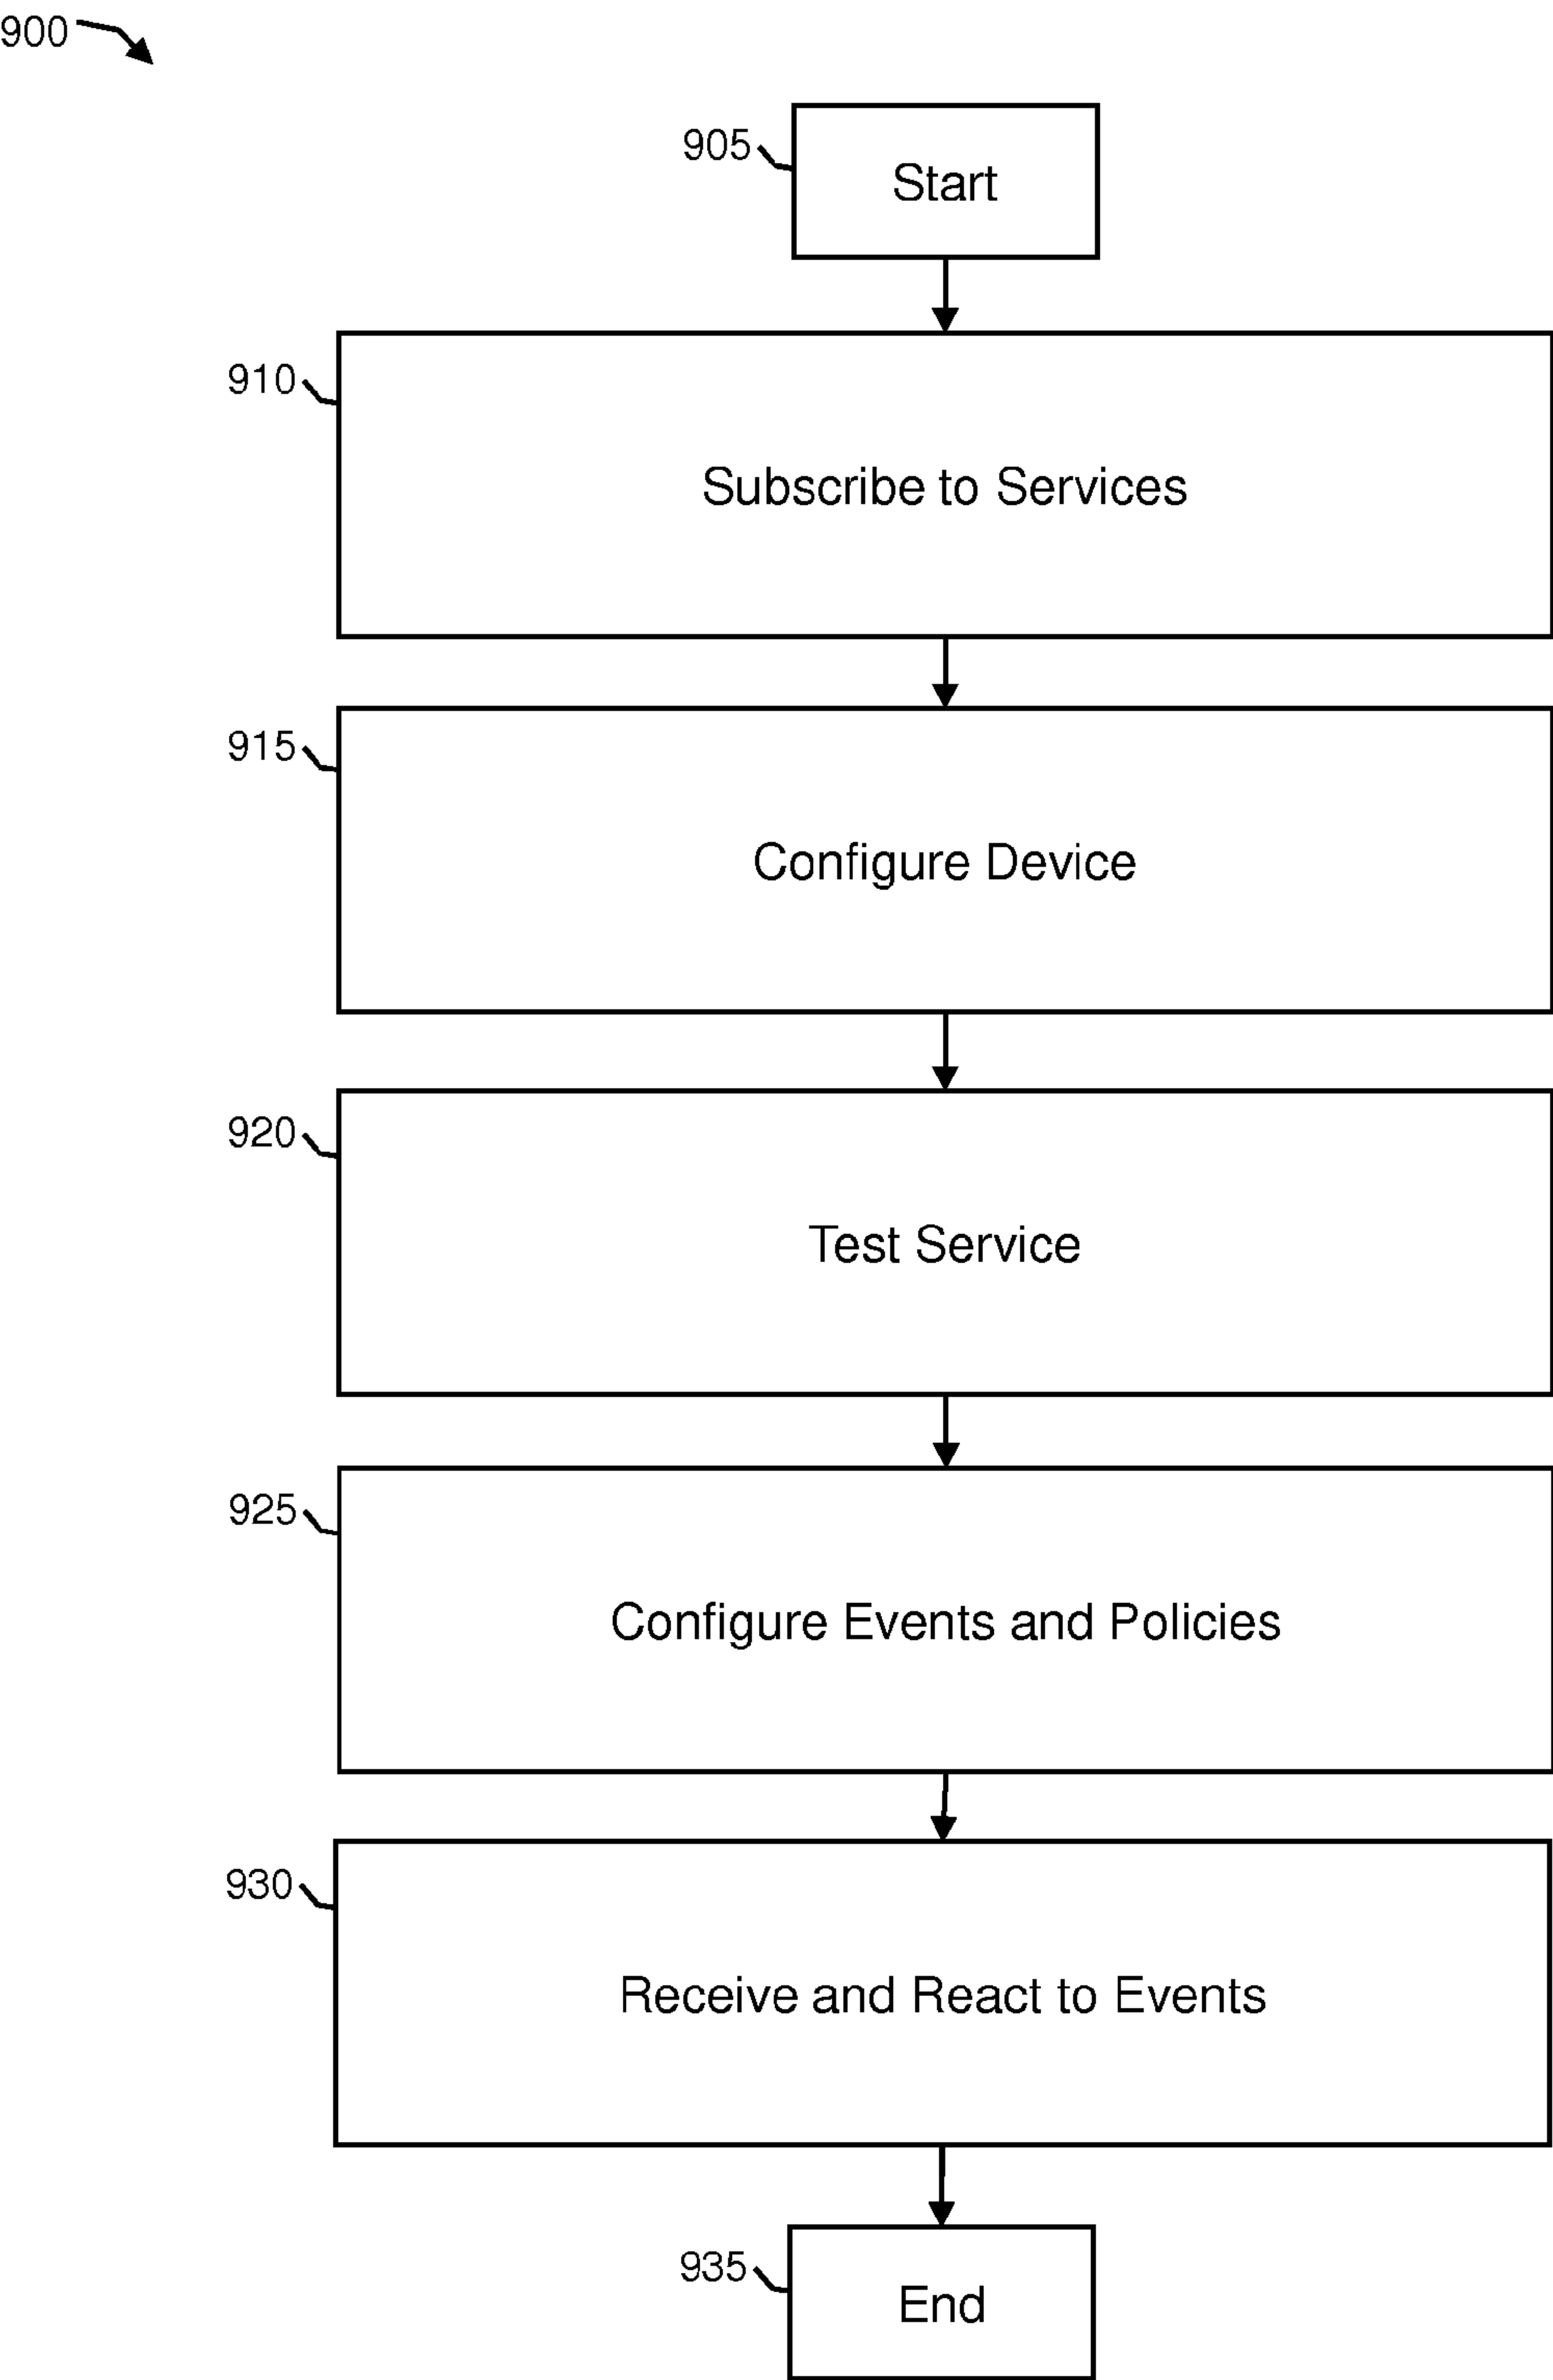 900
905
Start
910
Subscribe to Services
915
Configure Device
920
Test Service
925
Configure Events and Policies
930
Receive and React to Events
935
End